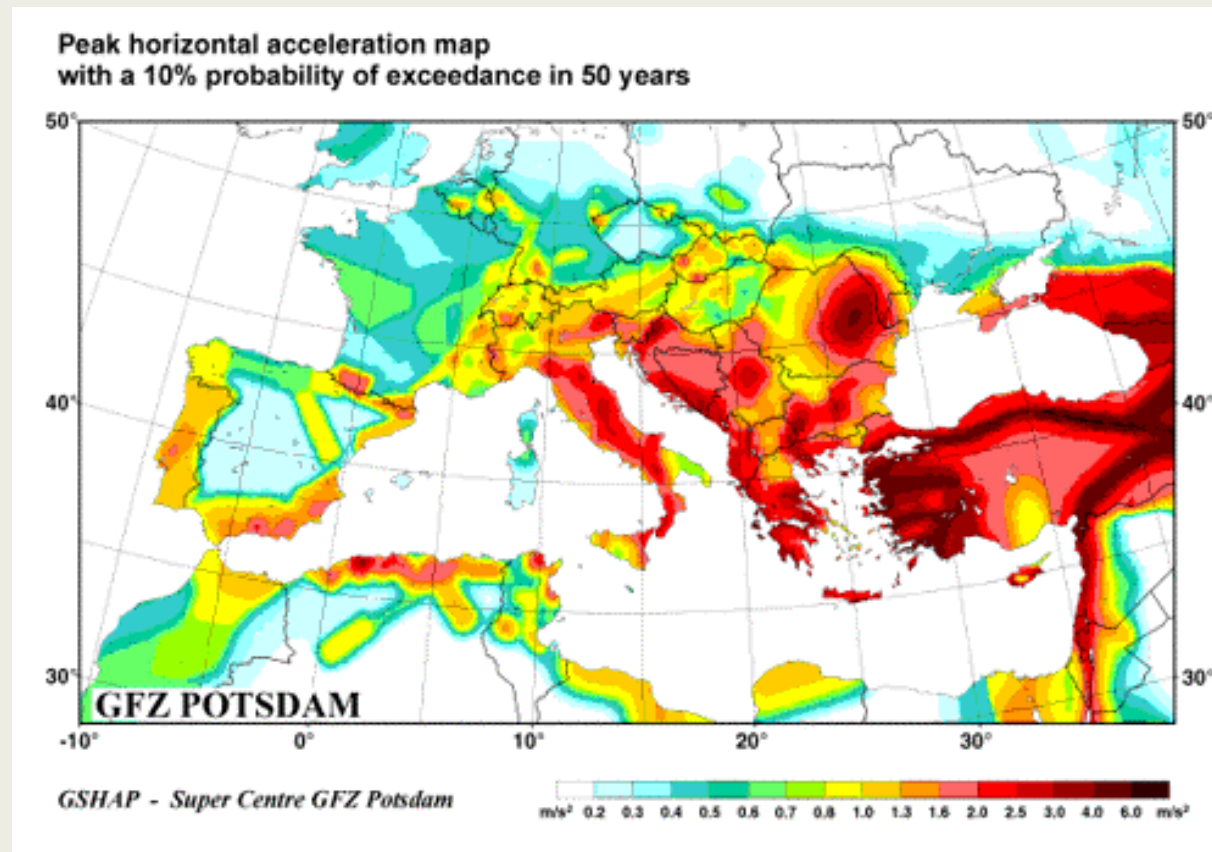 Peak horizontal acceleration map
with a 10% probability of exceedance in 50 years
50° 50°
40° 40°
30° 30°
GFZ POTSDAM
-10° 0° 10° 20° 30°
GSHAP - Super Centre GFZ Potsdam
m/s² 0.2 0.3 0.4 0.5 0.6 0.7 0.8 1.0 1.3 1.6 2.0 2.5 3.0 4.0 6.0 m/s²